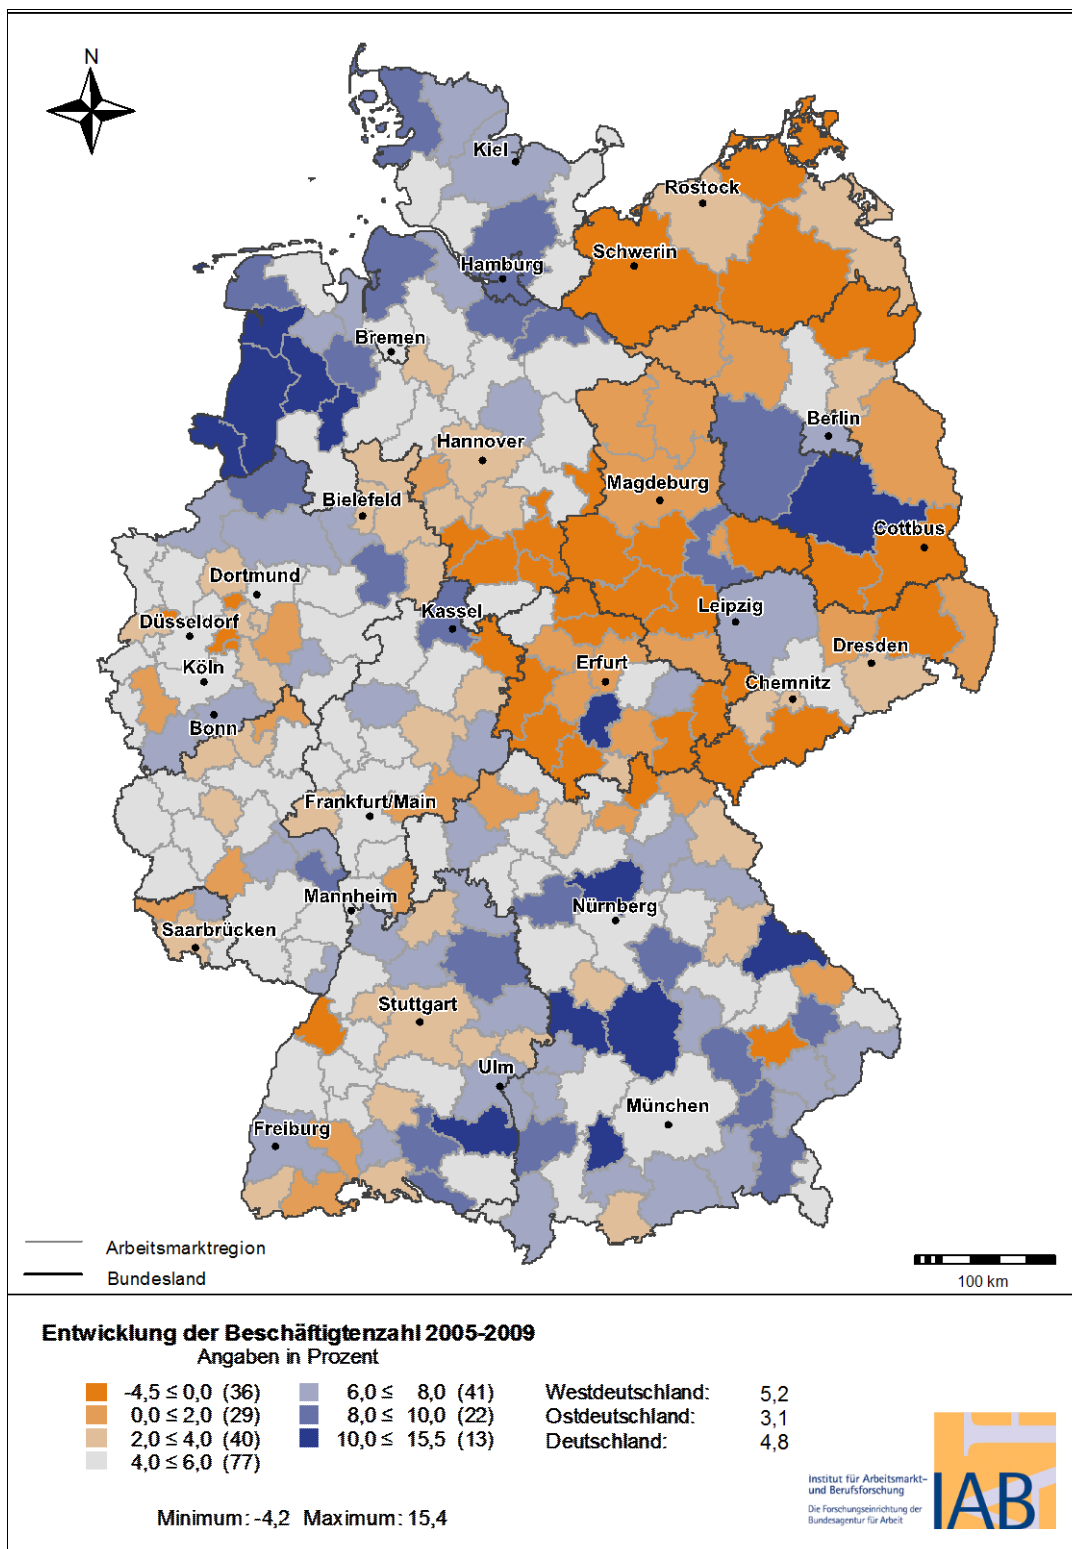 N
Kiel
Rostock
Schwerin
Hamburg
Bremen
Berlin
Hannover
Magdeburg
Bielefeld
Cottbus
Dortmund
Leipzig
Kassel
Düsseldorf
Dresden
Köln
Erfurt
Chemnitz
Bonn
Frankfurt/Main
Mannheim
Nürnberg
Saarbrücken
Stuttgart
Ulm
München
Freiburg
Arbeitsmarktregion
Bundesland
100 km
Entwicklung der Beschäftigtenzahl 2005-2009
Angaben in Prozent
-4,5 ≤ 0,0 (36)
0,0 ≤ 2,0 (29)
2,0 ≤ 4,0 (40)
4,0 ≤ 6,0 (77)
6,0 ≤ 8,0 (41)
8,0 ≤ 10,0 (22)
10,0 ≤ 15,5 (13)
Westdeutschland: 5,2
Ostdeutschland: 3,1
Deutschland: 4,8
Minimum: -4,2 Maximum: 15,4
Institut für Arbeitsmarkt-
und Berufsforschung
Die Forschungseinrichtung der
Bundesagentur für Arbeit
IAB